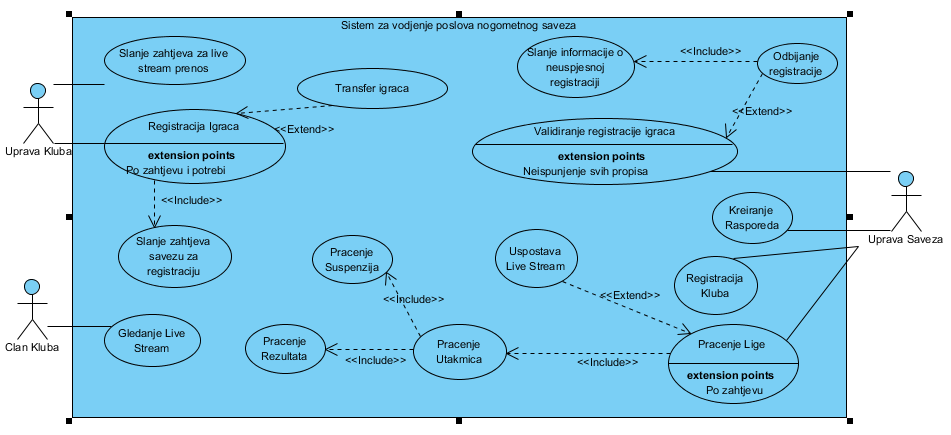 Sistem za vodjenje poslova nogometnog saveza
Slanje zahtjeva za live
stream prenos
Transfer igraca
Slanje informacije o
neuspjesnoj
registraciji
<<Include>>
Odbijanje
registracije
Uprava Kluba
Registracija Igraca
<<Extend>>
extension points
Po zahtjevu i potrebi
<<Extend>>
Validiranje registracije igraca
extension points
Neispunjenje svih propisa
<<Include>>
Slanje zahtjeva
savezu za
registraciju
Kreiranje
Rasporeda
Uprava Saveza
Pracenje
Suspenzija
Uspostava
Live Stream
Registracija
Kluba
<<Include>>
<<Extend>>
Clan Kluba
Gledanje Live
Stream
Pracenje
Rezultata
<<Include>>
Pracenje
Utakmica
<<Include>>
Pracenje Lige
extension points
Po zahtjevu